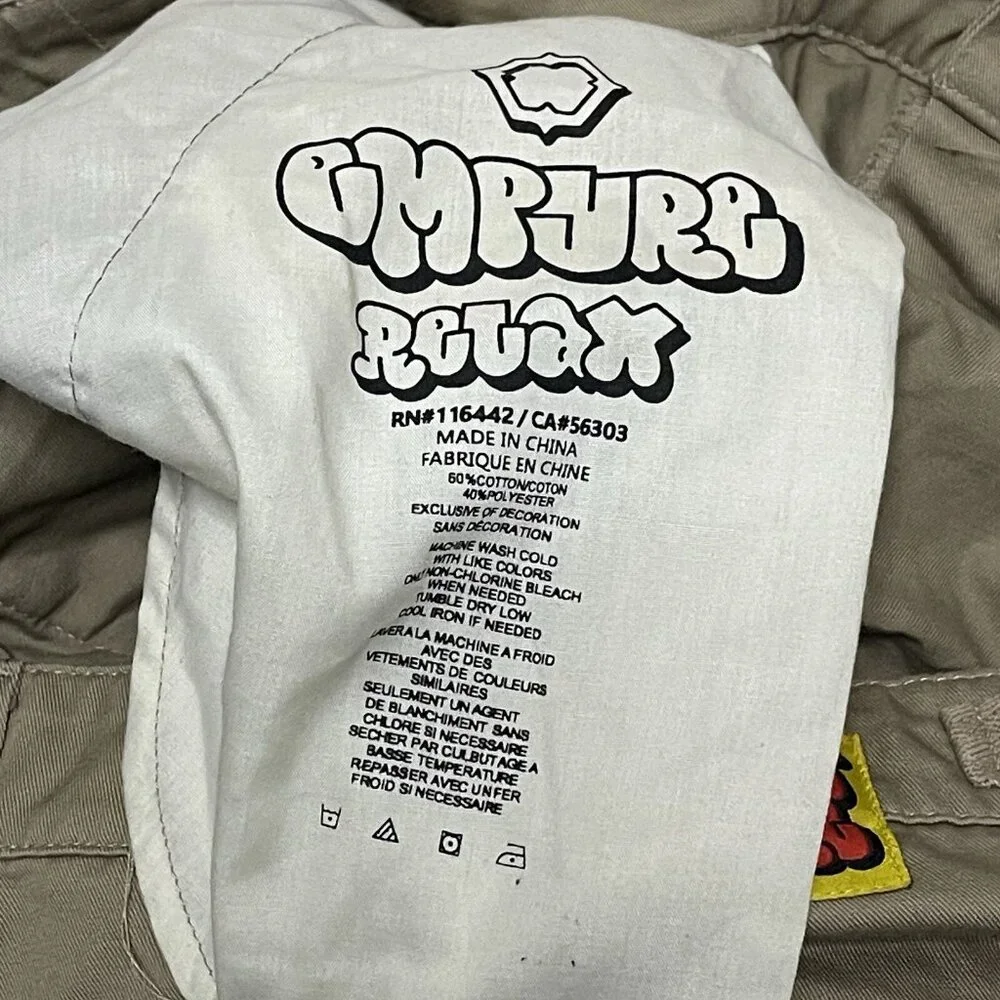 EMPYRE
RELAX
RN#116442 / CA#56303
MADE IN CHINA
FABRIQUE EN CHINE
60%COTTON/COTON
40%POLYESTER
EXCLUSIVE OF DECORATION
SANS DÉCORATION
MACHINE WASH COLD
WITH LIKE COLORS
ONLY NON-CHLORINE BLEACH
WHEN NEEDED
TUMBLE DRY LOW
COOL IRON IF NEEDED
LAVER A LA MACHINE A FROID
AVEC DES
VETEMENTS DE COULEURS
SIMILAIRES
SEULEMENT UN AGENT
DE BLANCHIMENT SANS
CHLORE SI NECESSAIRE
SECHER PAR CULBUTAGE A
BASSE TEMPERATURE
REPASSER AVEC UN FER
FROID SI NECESSAIRE